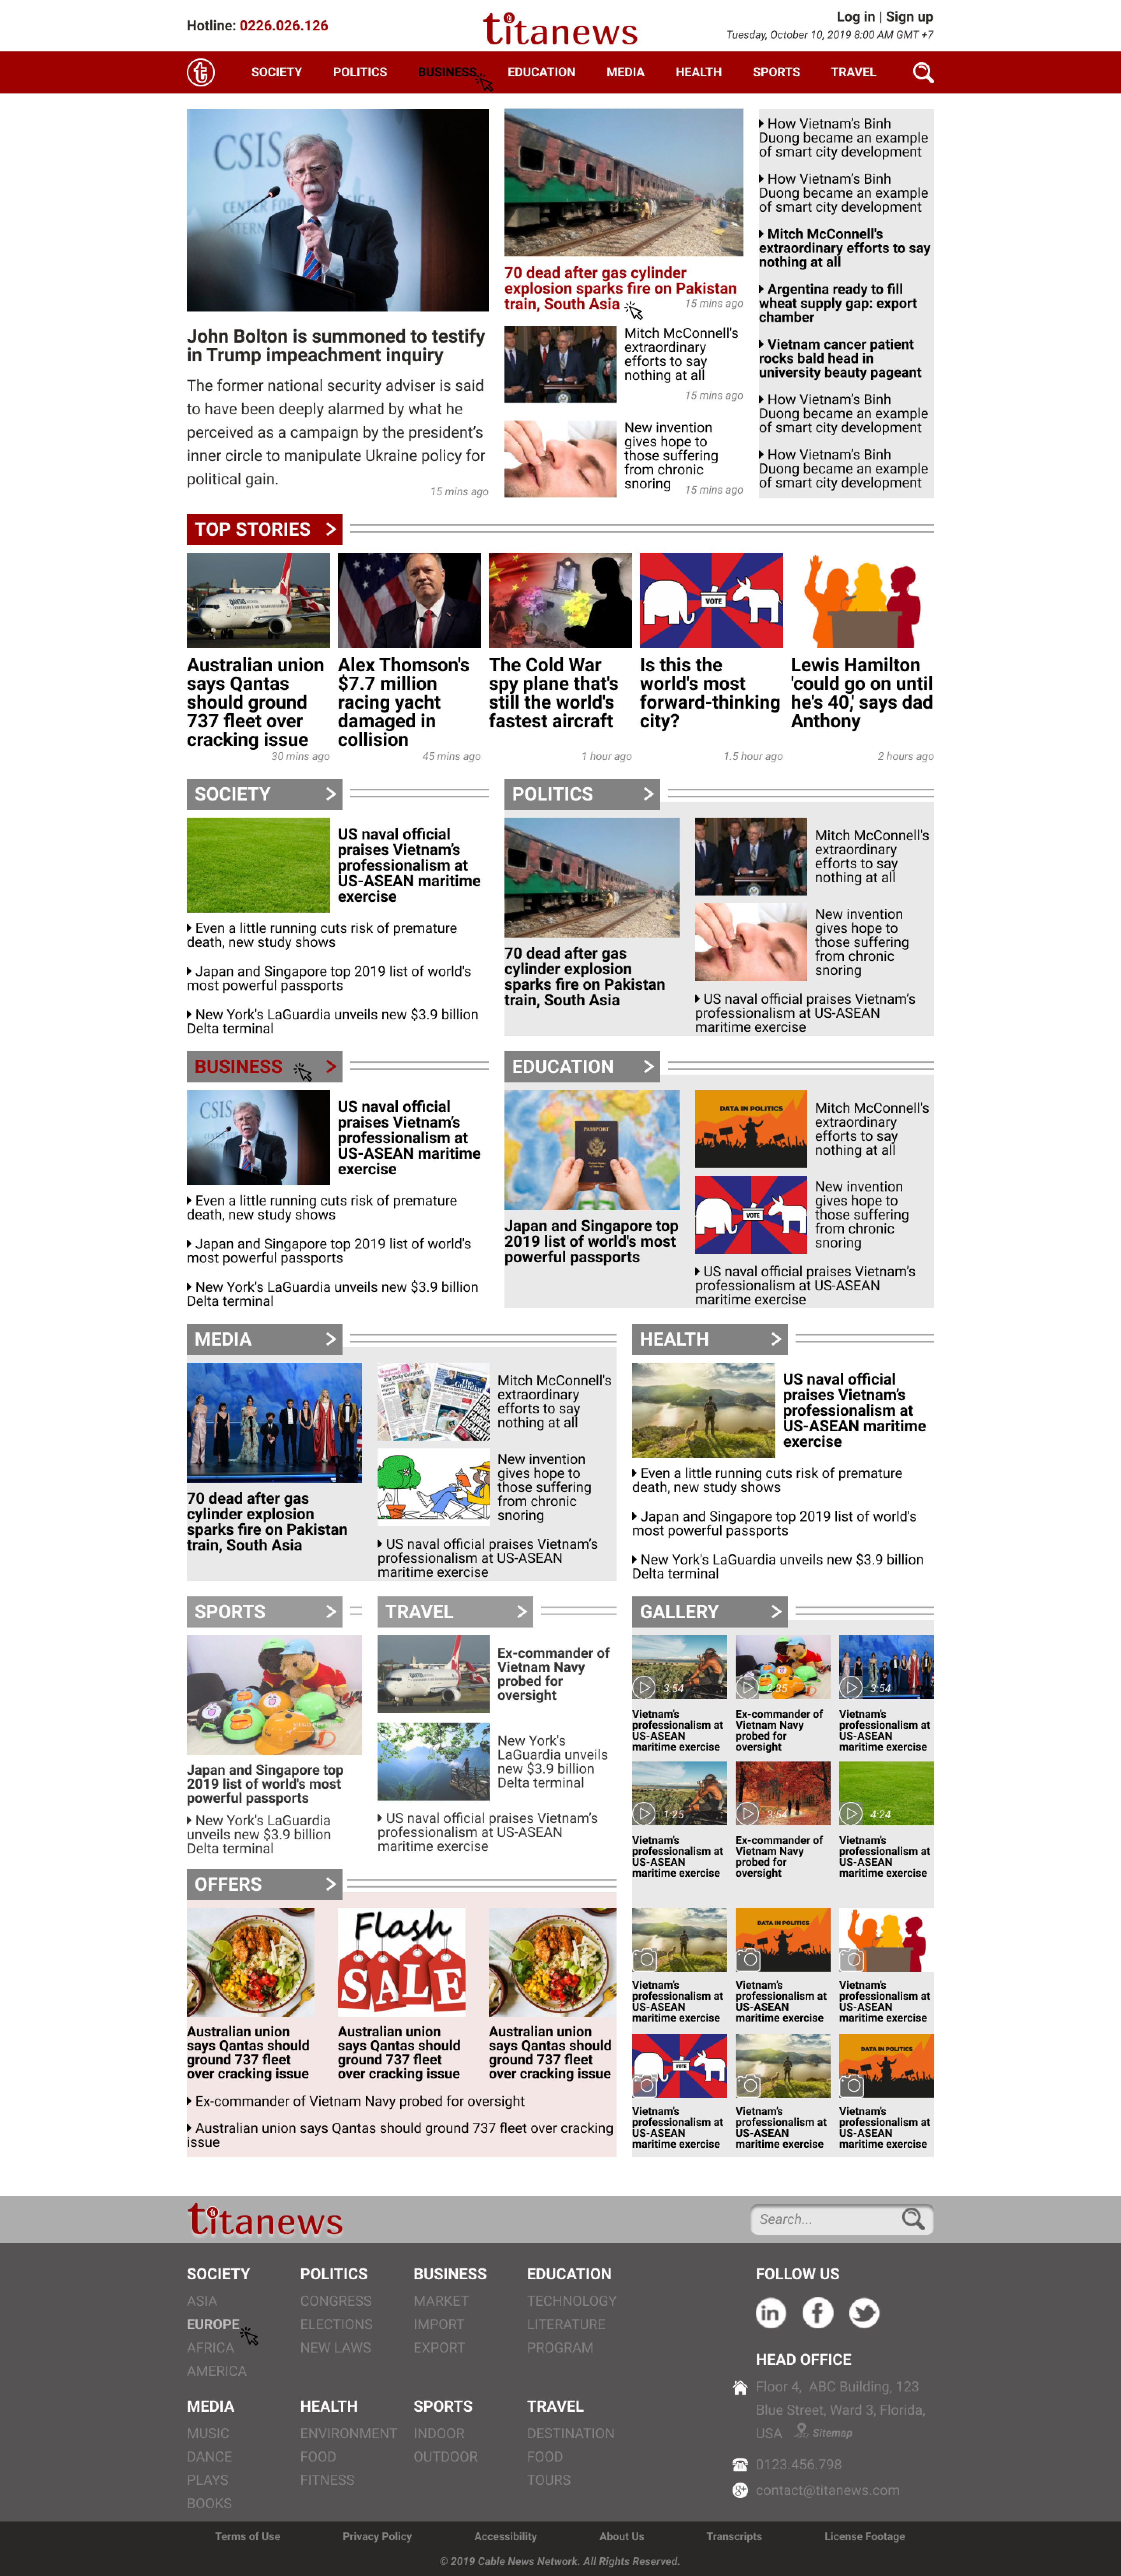 Hotline: 0226.026.126
titanews
Log in | Sign up
Tuesday, October 10, 2019 8:00 AM GMT +7
SOCIETY
POLITICS
BUSINESS
EDUCATION
MEDIA
HEALTH
SPORTS
TRAVEL
CSIS
John Bolton is summoned to testify
in Trump impeachment inquiry
The former national security adviser is said
to have been deeply alarmed by what he
perceived as a campaign by the president’s
inner circle to manipulate Ukraine policy for
political gain.
15 mins ago
70 dead after gas cylinder
explosion sparks fire on Pakistan
train, South Asia
15 mins ago
Mitch McConnell's
extraordinary
efforts to say
nothing at all
15 mins ago
New invention
gives hope to
those suffering
from chronic
snoring
15 mins ago
How Vietnam’s Binh
Duong became an example
of smart city development
How Vietnam’s Binh
Duong became an example
of smart city development
Mitch McConnell's
extraordinary efforts to say
nothing at all
Argentina ready to fill
wheat supply gap: export
chamber
Vietnam cancer patient
rocks bald head in
university beauty pageant
How Vietnam’s Binh
Duong became an example
of smart city development
How Vietnam’s Binh
Duong became an example
of smart city development
TOP STORIES
VOTE
Australian union
says Qantas
should ground
737 fleet over
cracking issue
30 mins ago
Alex Thomson's
$7.7 million
racing yacht
damaged in
collision
45 mins ago
The Cold War
spy plane that's
still the world's
fastest aircraft
1 hour ago
Is this the
world's most
forward-thinking
city?
1.5 hour ago
Lewis Hamilton
'could go on until
he's 40,' says dad
Anthony
2 hours ago
SOCIETY
US naval official
praises Vietnam’s
professionalism at
US-ASEAN maritime
exercise
Even a little running cuts risk of premature
death, new study shows
Japan and Singapore top 2019 list of world's
most powerful passports
New York's LaGuardia unveils new $3.9 billion
Delta terminal
POLITICS
70 dead after gas
cylinder explosion
sparks fire on Pakistan
train, South Asia
Mitch McConnell's
extraordinary
efforts to say
nothing at all
New invention
gives hope to
those suffering
from chronic
snoring
US naval official praises Vietnam’s
professionalism at US-ASEAN
maritime exercise
BUSINESS
CSIS
US naval official
praises Vietnam’s
professionalism at
US-ASEAN maritime
exercise
Even a little running cuts risk of premature
death, new study shows
Japan and Singapore top 2019 list of world's
most powerful passports
New York's LaGuardia unveils new $3.9 billion
Delta terminal
EDUCATION
PASSPORT
Japan and Singapore top
2019 list of world's most
powerful passports
DATA IN POLITICS
Mitch McConnell's
extraordinary
efforts to say
nothing at all
VOTE
New invention
gives hope to
those suffering
from chronic
snoring
US naval official praises Vietnam’s
professionalism at US-ASEAN
maritime exercise
MEDIA
70 dead after gas
cylinder explosion
sparks fire on Pakistan
train, South Asia
Mitch McConnell's
extraordinary
efforts to say
nothing at all
New invention
gives hope to
those suffering
from chronic
snoring
US naval official praises Vietnam’s
professionalism at US-ASEAN
maritime exercise
HEALTH
US naval official
praises Vietnam’s
professionalism at
US-ASEAN maritime
exercise
Even a little running cuts risk of premature
death, new study shows
Japan and Singapore top 2019 list of world's
most powerful passports
New York's LaGuardia unveils new $3.9 billion
Delta terminal
SPORTS
Japan and Singapore top
2019 list of world's most
powerful passports
New York's LaGuardia
unveils new $3.9 billion
Delta terminal
TRAVEL
Ex-commander of
Vietnam Navy
probed for
oversight
New York's
LaGuardia unveils
new $3.9 billion
Delta terminal
US naval official praises Vietnam’s
professionalism at US-ASEAN
maritime exercise
GALLERY
3:54
2:35
3:54
Vietnam’s
professionalism at
US-ASEAN
maritime exercise
Ex-commander of
Vietnam Navy
probed for
oversight
Vietnam’s
professionalism at
US-ASEAN
maritime exercise
1:25
3:54
4:24
Vietnam’s
professionalism at
US-ASEAN
maritime exercise
Ex-commander of
Vietnam Navy
probed for
oversight
Vietnam’s
professionalism at
US-ASEAN
maritime exercise
DATA IN POLITICS
Vietnam’s
professionalism at
US-ASEAN
maritime exercise
Vietnam’s
professionalism at
US-ASEAN
maritime exercise
Vietnam’s
professionalism at
US-ASEAN
maritime exercise
VOTE
DATA IN POLITICS
Vietnam’s
professionalism at
US-ASEAN
maritime exercise
Vietnam’s
professionalism at
US-ASEAN
maritime exercise
Vietnam’s
professionalism at
US-ASEAN
maritime exercise
OFFERS
Flash
SALE
Australian union
says Qantas should
ground 737 fleet
over cracking issue
Australian union
says Qantas should
ground 737 fleet
over cracking issue
Australian union
says Qantas should
ground 737 fleet
over cracking issue
Ex-commander of Vietnam Navy probed for oversight
Australian union says Qantas should ground 737 fleet over cracking
issue
titanews
Search...
SOCIETY
ASIA
EUROPE
AFRICA
AMERICA
POLITICS
CONGRESS
ELECTIONS
NEW LAWS
BUSINESS
MARKET
IMPORT
EXPORT
EDUCATION
TECHNOLOGY
LITERATURE
PROGRAM
MEDIA
MUSIC
DANCE
PLAYS
BOOKS
HEALTH
ENVIRONMENT
FOOD
FITNESS
SPORTS
INDOOR
OUTDOOR
TRAVEL
DESTINATION
FOOD
TOURS
FOLLOW US
HEAD OFFICE
Floor 4, ABC Building, 123
Blue Street, Ward 3, Florida,
USA
Sitemap
0123.456.798
contact@titanews.com
Terms of Use
Privacy Policy
Accessibility
About Us
Transcripts
License Footage
© 2019 Cable News Network. All Rights Reserved.